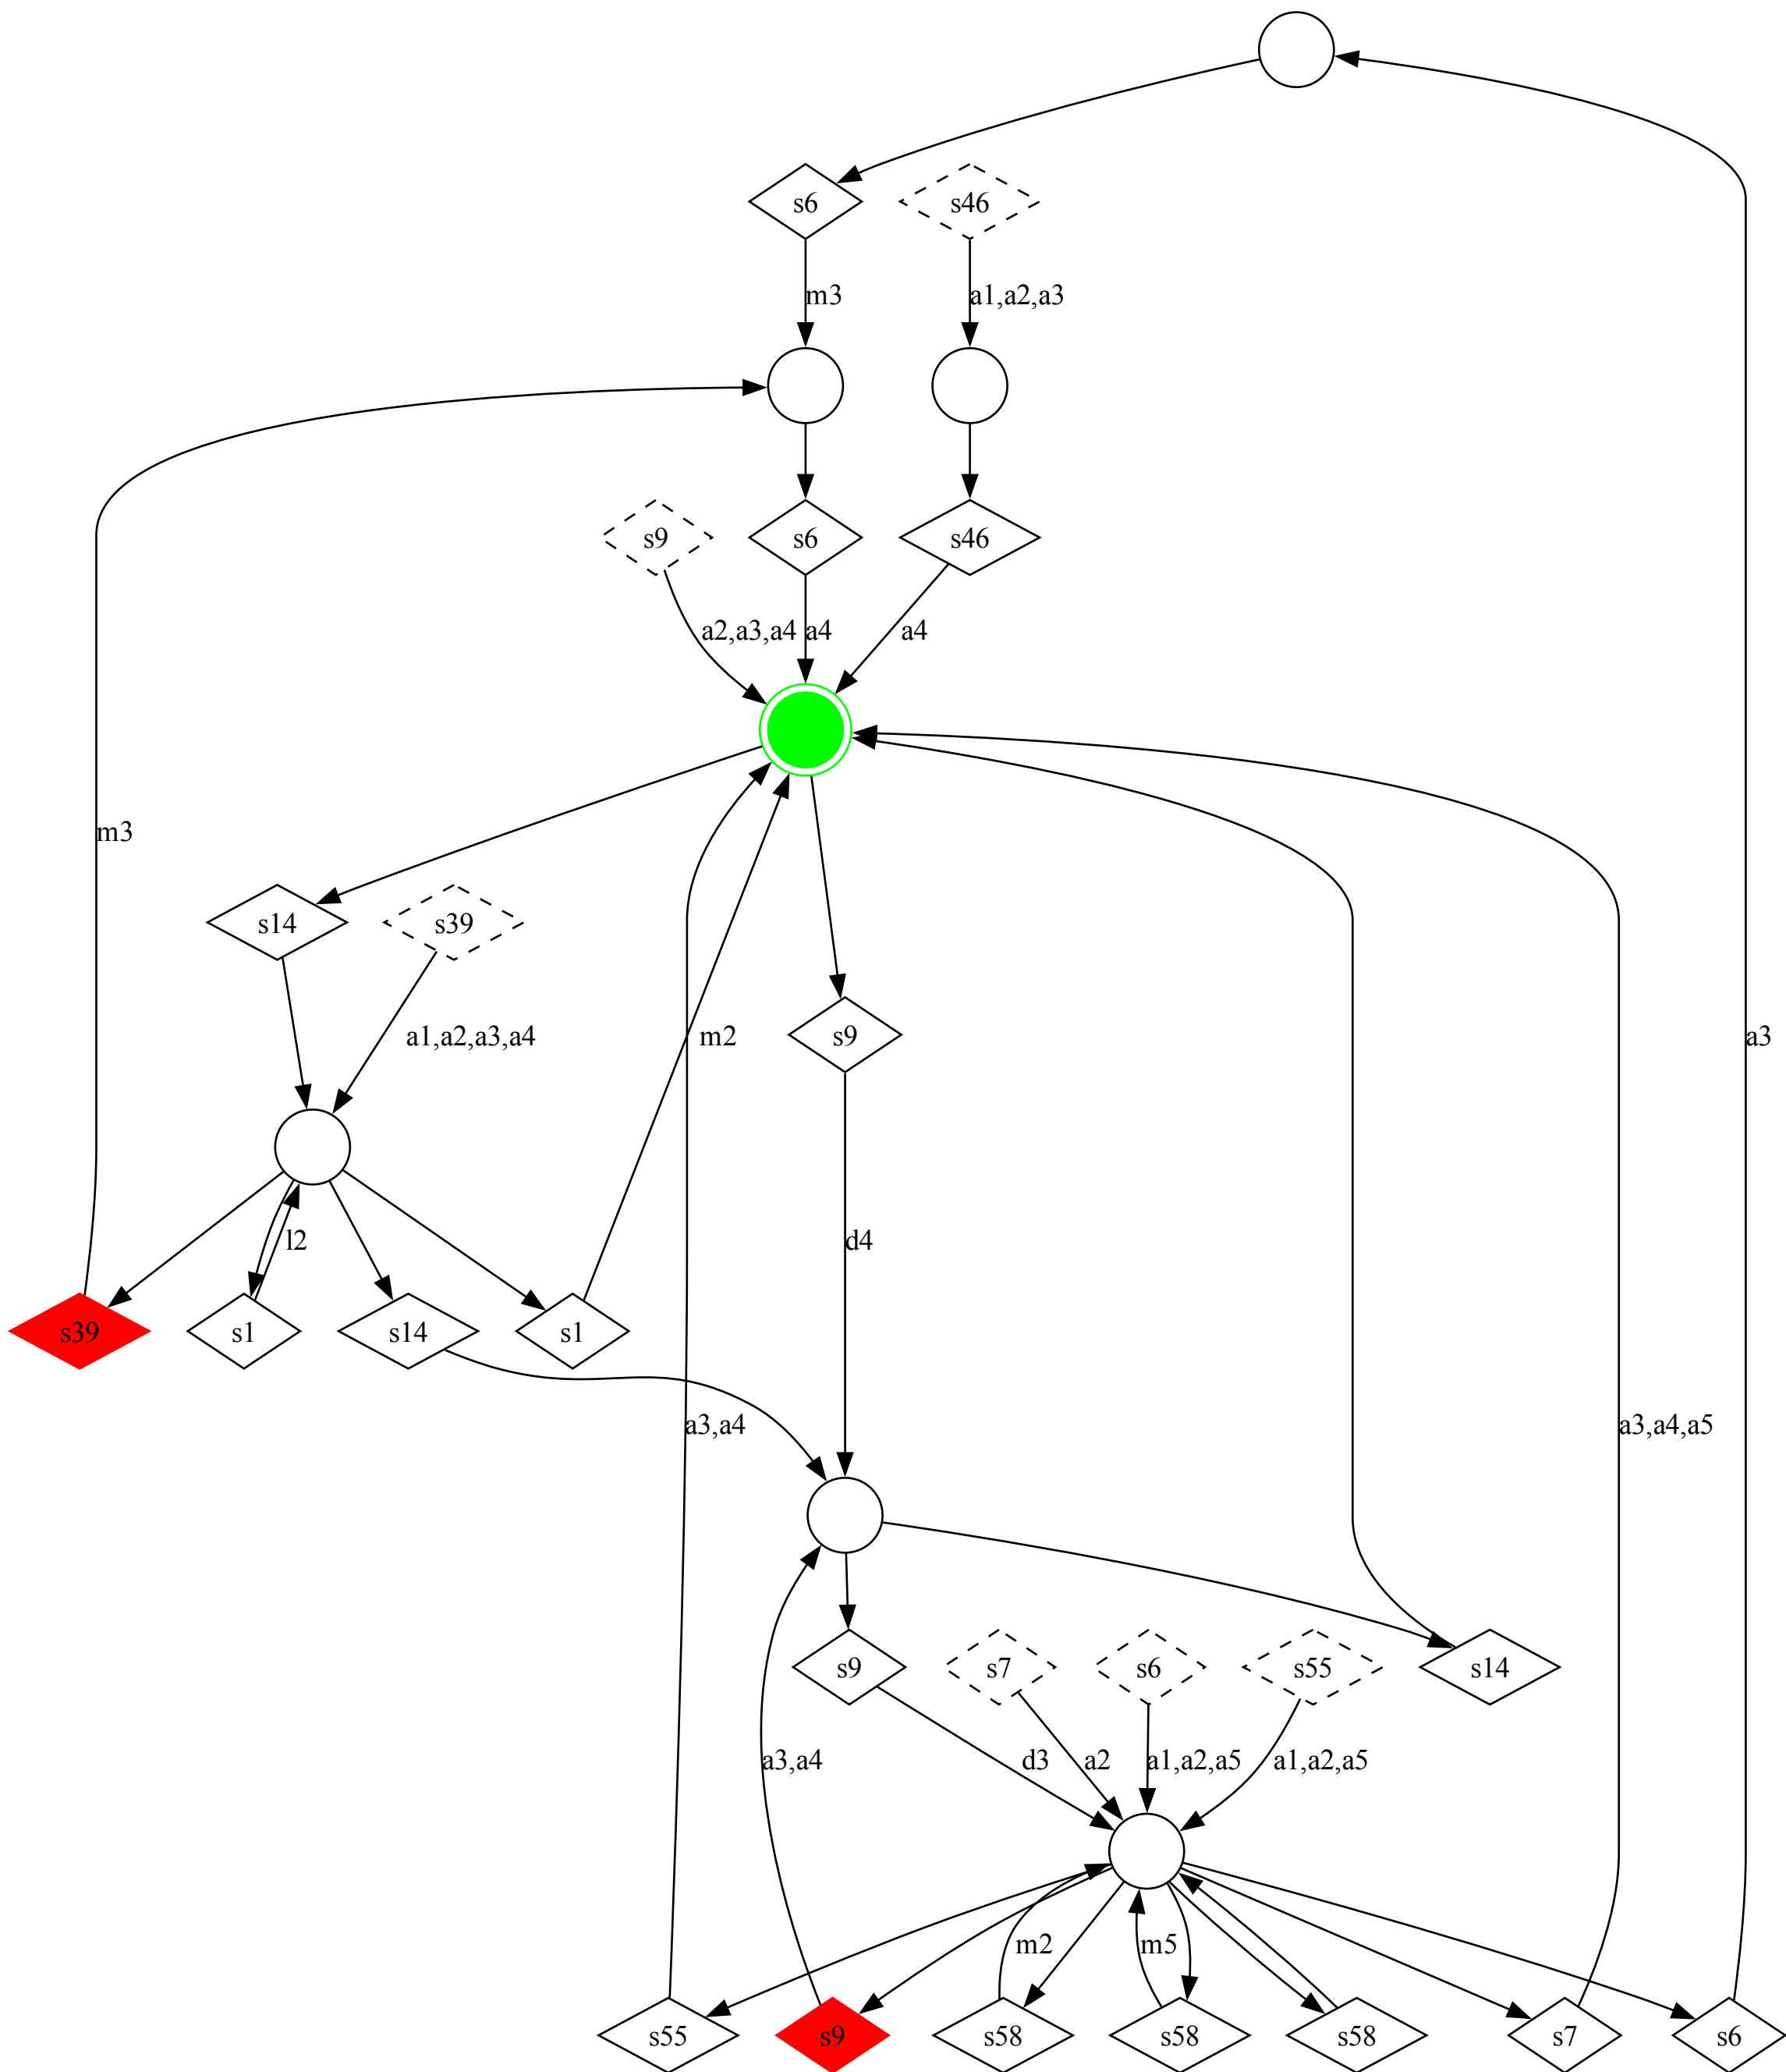 s6
s46
m3
a1,a2,a3
s9
s6
s46
a2,a3,a4
a4
a4
m3
s14
s39
s9
a1,a2,a3,a4
m2
a3
l2
d4
s39
s1
s14
s1
a3,a4
a3,a4,a5
s9
s7
s6
s55
s14
a3,a4
d3
a2
a1,a2,a5
a1,a2,a5
m2
m5
s55
s9
s58
s58
s58
s7
s6